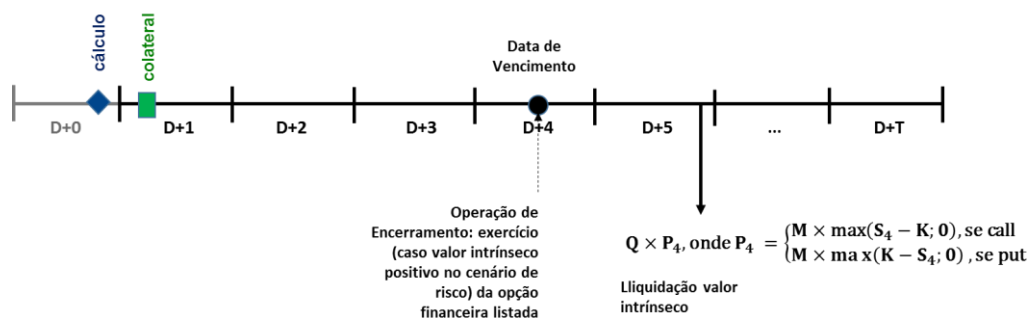 cálculo
colateral
Data de
Vencimento
D+0
D+1
D+2
D+3
D+4
D+5
...
D+T
Operação de
Encerramento: exercício
(caso valor intrínseco
positivo no cenário de
risco) da opção
financeira listada
Q × P₄, onde P₄ = {M × max(S₄ − K; 0), se call
{M × ma x(K − S₄; 0) , se put
Lliquidação valor
intrínseco